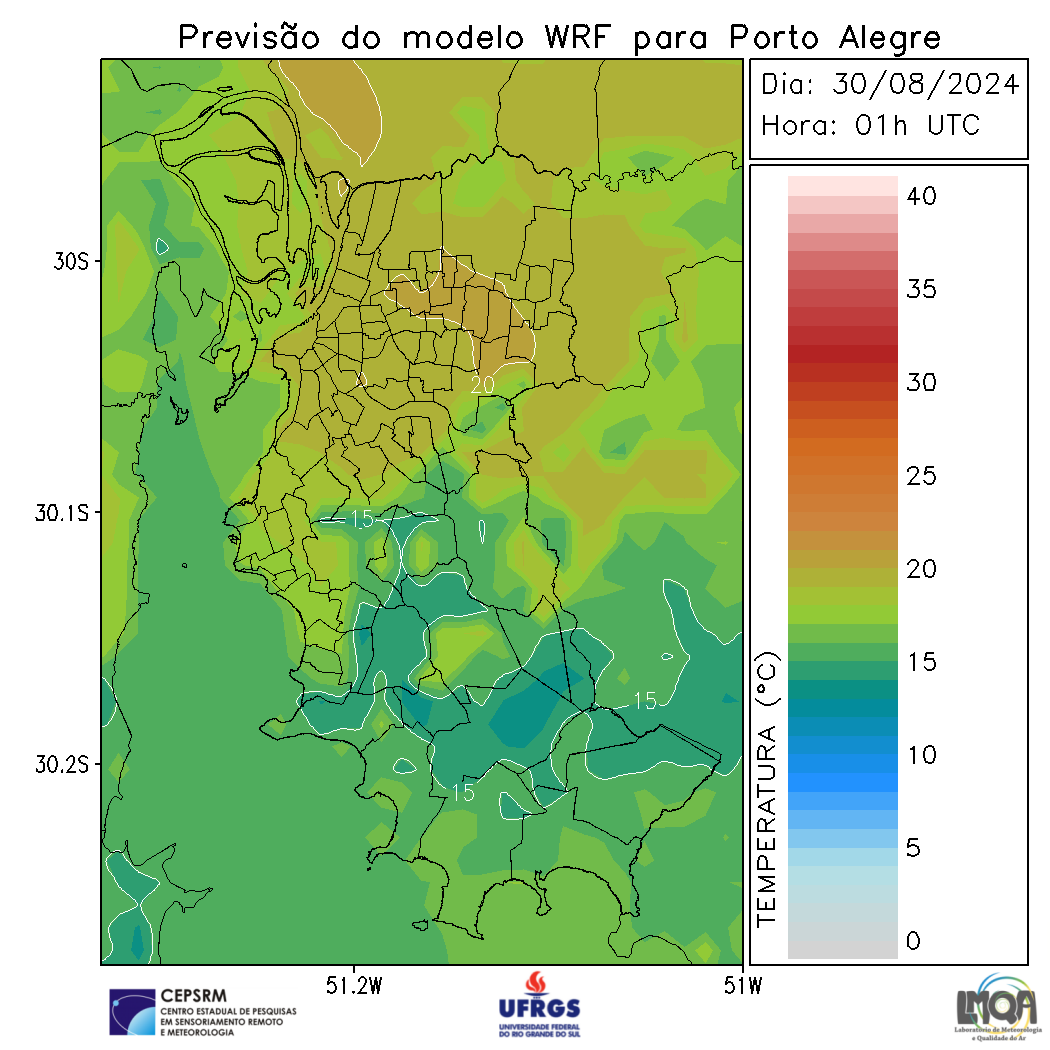 Previsão do modelo WRF para Porto Alegre
Dia: 30/08/2024
Hora: 01h UTC
30S
30.1S
30.2S
51.2W
51W
20
15
15
15
TEMPERATURA (°C)
40
35
30
25
20
15
10
5
0
CEPSRM
CENTRO ESTADUAL DE PESQUISAS
EM SENSORIAMENTO REMOTO
E METEOROLOGIA
UFRGS
UNIVERSIDADE FEDERAL
DO RIO GRANDE DO SUL
LMQA
Laboratório de Meteorologia
e Qualidade do Ar